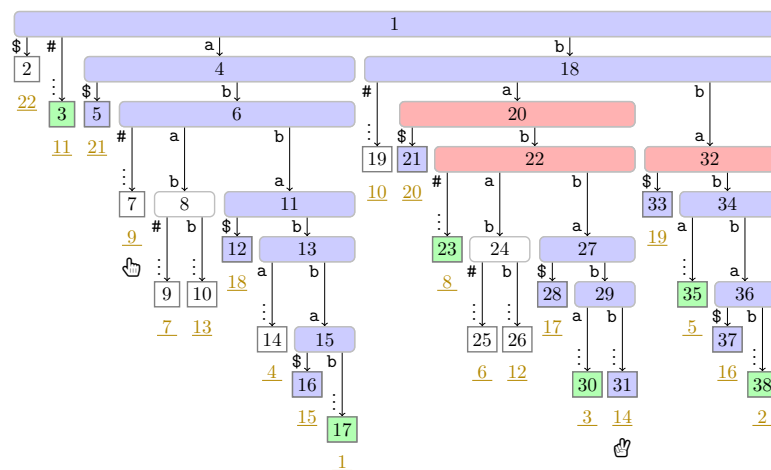 1
$ # a b
2 4 18
⋮ $ b # a b
22 3 5 6 20
11 21 # a b ⋮ $ b a
10 20 19 21 22 32
⋮ b a # a b $ b
9 7 8 11 ⋮ b a 19 33 34
$ b 8 23 24 27 a b
18 12 13 # b $ b ⋮ a
# b a b 17 28 29 5 35 36
7 13 9 10 ⋮ a ⋮ ⋮ a b $ b
4 14 15 6 12 25 26 ⋮ ⋮ 16 37 ⋮
$ b 3 14 30 31 2 38
15 16 ⋮
1 17